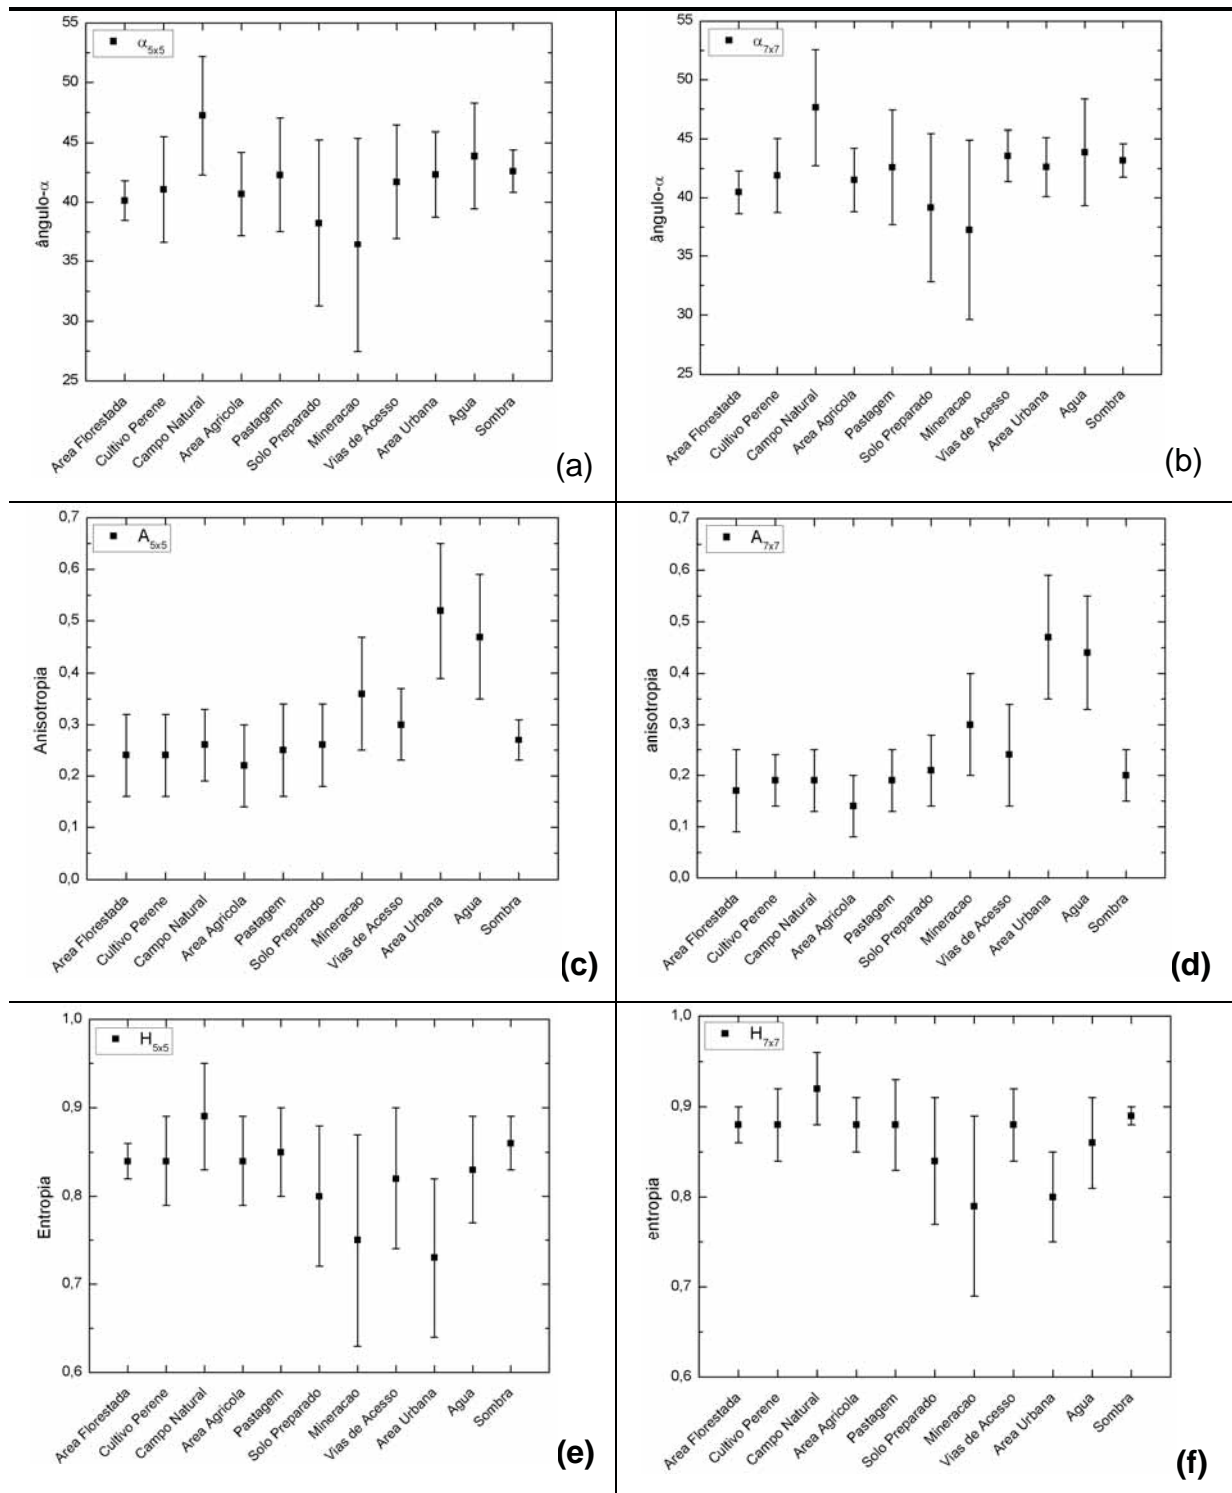 α5x5
ângulo-α
55
50
45
40
35
30
25
Area Florestada
Cultivo Perene
Campo Natural
Area Agricola
Pastagem
Solo Preparado
Mineracao
Vias de Acesso
Area Urbana
Agua
Sombra
(a)
α7x7
ângulo-α
55
50
45
40
35
30
25
Area Florestada
Cultivo Perene
Campo Natural
Area Agricola
Pastagem
Solo Preparado
Mineracao
Vias de Acesso
Area Urbana
Agua
Sombra
(b)
A5x5
Anisotropia
0,7
0,6
0,5
0,4
0,3
0,2
0,1
0,0
Area Florestada
Cultivo Perene
Campo Natural
Area Agricola
Pastagem
Solo Preparado
Mineracao
Vias de Acesso
Area Urbana
Agua
Sombra
(c)
A7x7
anisotropia
0,7
0,6
0,5
0,4
0,3
0,2
0,1
0,0
Area Florestada
Cultivo Perene
Campo Natural
Area Agricola
Pastagem
Solo Preparado
Mineracao
Vias de Acesso
Area Urbana
Agua
Sombra
(d)
H5x5
Entropia
1,0
0,9
0,8
0,7
0,6
Area Florestada
Cultivo Perene
Campo Natural
Area Agricola
Pastagem
Solo Preparado
Mineracao
Vias de Acesso
Area Urbana
Agua
Sombra
(e)
H7x7
entropia
1,0
0,9
0,8
0,7
0,6
Area Florestada
Cultivo Perene
Campo Natural
Area Agricola
Pastagem
Solo Preparado
Mineracao
Vias de Acesso
Area Urbana
Agua
Sombra
(f)